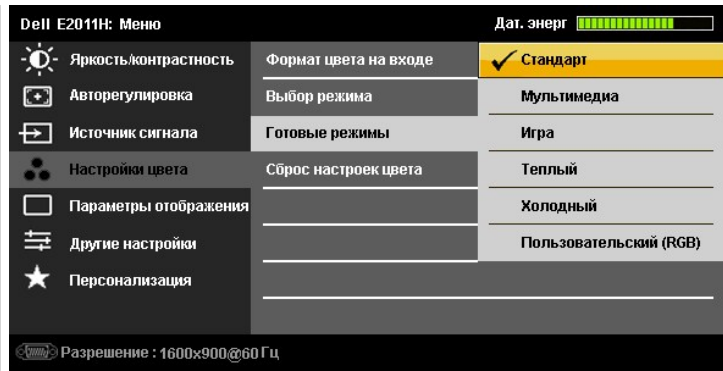 Dell E2011H: Меню
Дат. энерг
Яркость/контрастность
Формат цвета на входе
Стандарт
Авторегулировка
Выбор режима
Мультимедиа
Источник сигнала
Готовые режимы
Игра
Настройки цвета
Сброс настроек цвета
Теплый
Параметры отображения
Холодный
Другие настройки
Пользовательский (RGB)
Персонализация
Разрешение : 1600x900@60 Гц